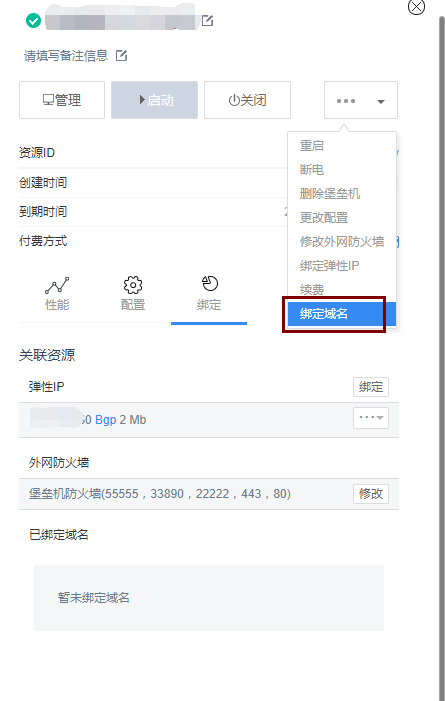 请填写备注信息
管理 启动 关闭 •••
资源ID
重启
创建时间
断电
删除堡垒机
到期时间
更改配置
付费方式
修改外网防火墙
绑定弹性IP
续费
绑定域名
性能 配置 绑定
关联资源
弹性IP 绑定
Bgp 2 Mb
外网防火墙
堡垒机防火墙(55555，33890，22222，443，80) 修改
已绑定域名
暂未绑定域名